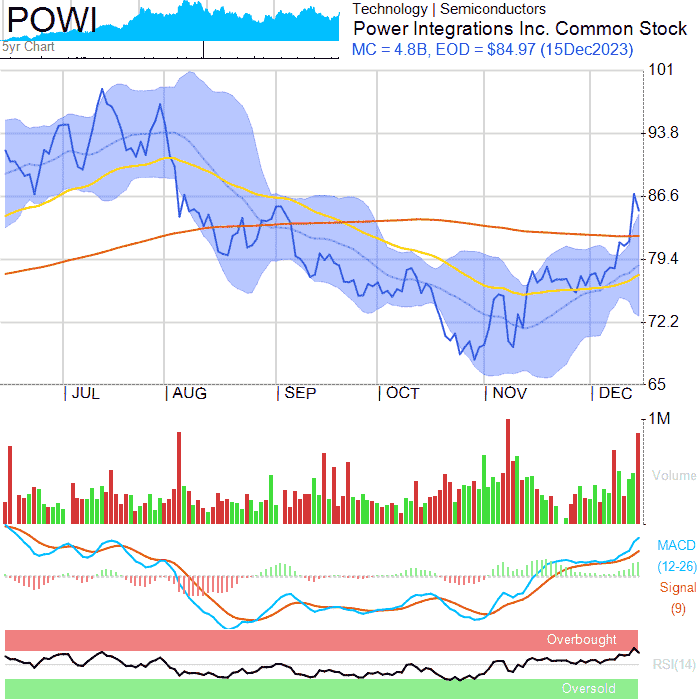 POWI
5yr Chart
Technology | Semiconductors
Power Integrations Inc. Common Stock
MC = 4.8B, EOD = $84.97 (15Dec2023)
101
93.8
86.6
79.4
72.2
65
JUL AUG SEP OCT NOV DEC
1M
Volume
MACD
(12-26)
Signal
(9)
Overbought
RSI(14)
Oversold